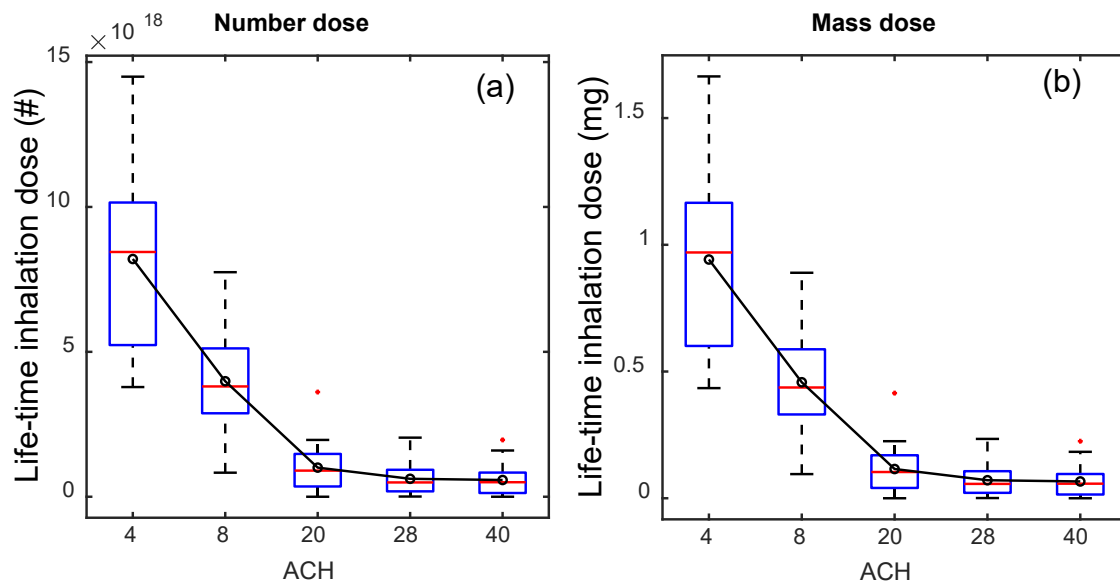 Number dose
× 10 18
(a)
Life-time inhalation dose (#)
15
10
5
0
4 8 20 28 40
ACH
Mass dose
(b)
Life-time inhalation dose (mg)
1.5
1
0.5
0
4 8 20 28 40
ACH